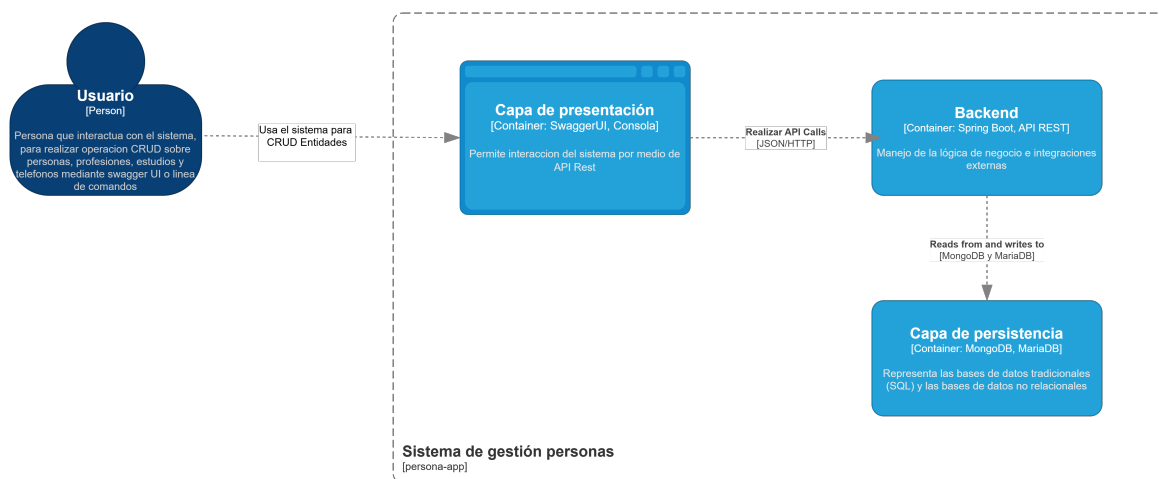 Usuario
[Person]
Persona que interactua con el sistema,
para realizar operacion CRUD sobre
personas, profesiones, estudios y
telefonos mediante swagger UI o linea
de comandos
Usa el sistema para
CRUD Entidades
Capa de presentación
[Container: SwaggerUI, Consola]
Permite interaccion del sistema por medio de
API Rest
Realizar API Calls
[JSON/HTTP]
Backend
[Container: Spring Boot, API REST]
Manejo de la lógica de negocio e integraciones
externas
Reads from and writes to
[MongoDB y MariaDB]
Capa de persistencia
[Container: MongoDB, MariaDB]
Representa las bases de datos tradicionales
(SQL) y las bases de datos no relacionales
Sistema de gestión personas
[persona-app]